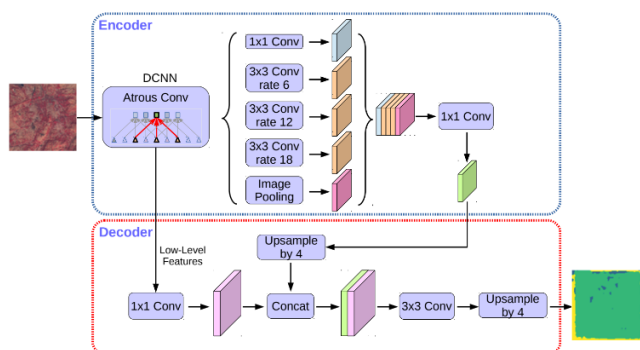 Encoder
DCNN
Atrous Conv
1x1 Conv
3x3 Conv
rate 6
3x3 Conv
rate 12
3x3 Conv
rate 18
Image
Pooling
1x1 Conv
Decoder
Low-Level
Features
Upsample
by 4
1x1 Conv
Concat
3x3 Conv
Upsample
by 4